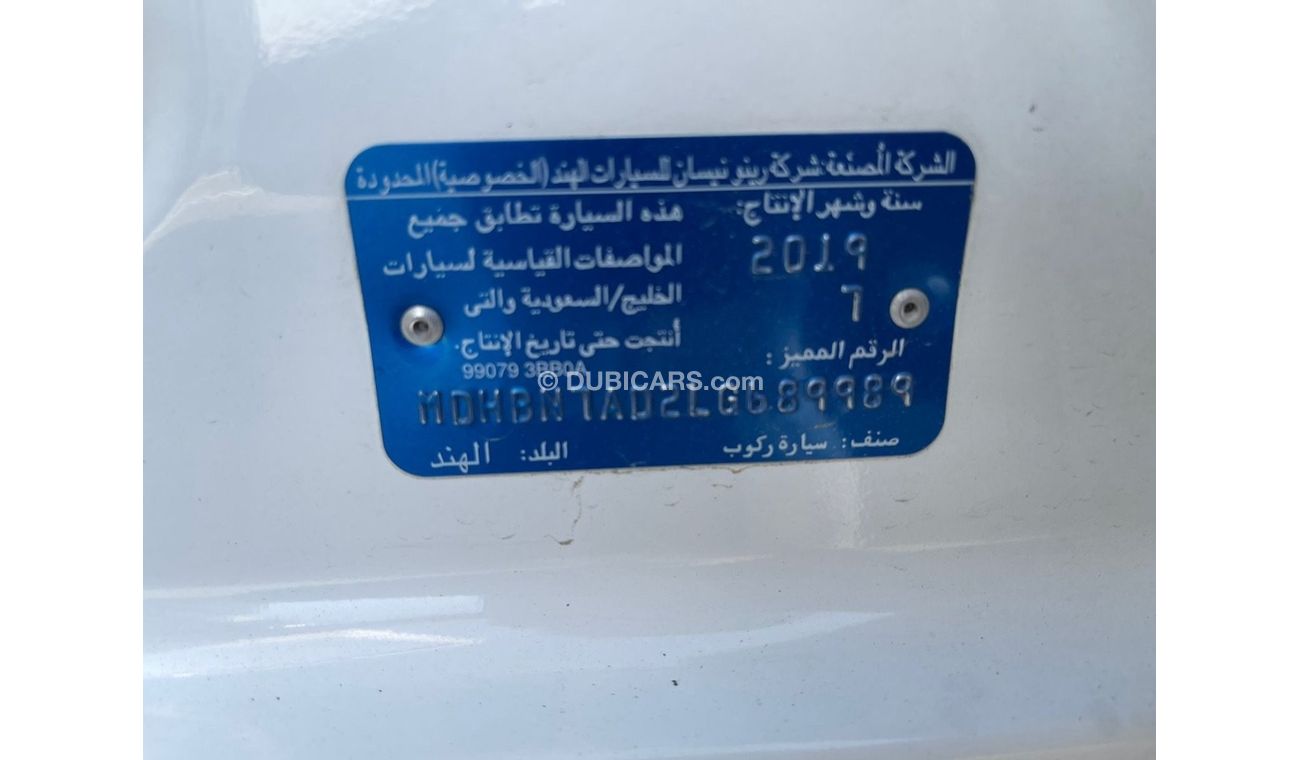 الشركة المصنعة: شركة رينو نيسان للسيارات الهند (الخصوصية) المحدودة
سنة وشهر الإنتاج:
2019
7
هذه السيارة تطابق جميع
المواصفات القياسية لسيارات
الخليج/السعودية والتى
أنتجت حتى تاريخ الإنتاج.
99079 3BB0A
الرقم المميز :
MDHBN7AD2LG689989
صنف: سيارة ركوب
البلد: الهند
© DUBICARS.com